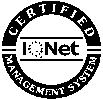 CERTIFIED
IQNet
MANAGEMENT SYSTEM